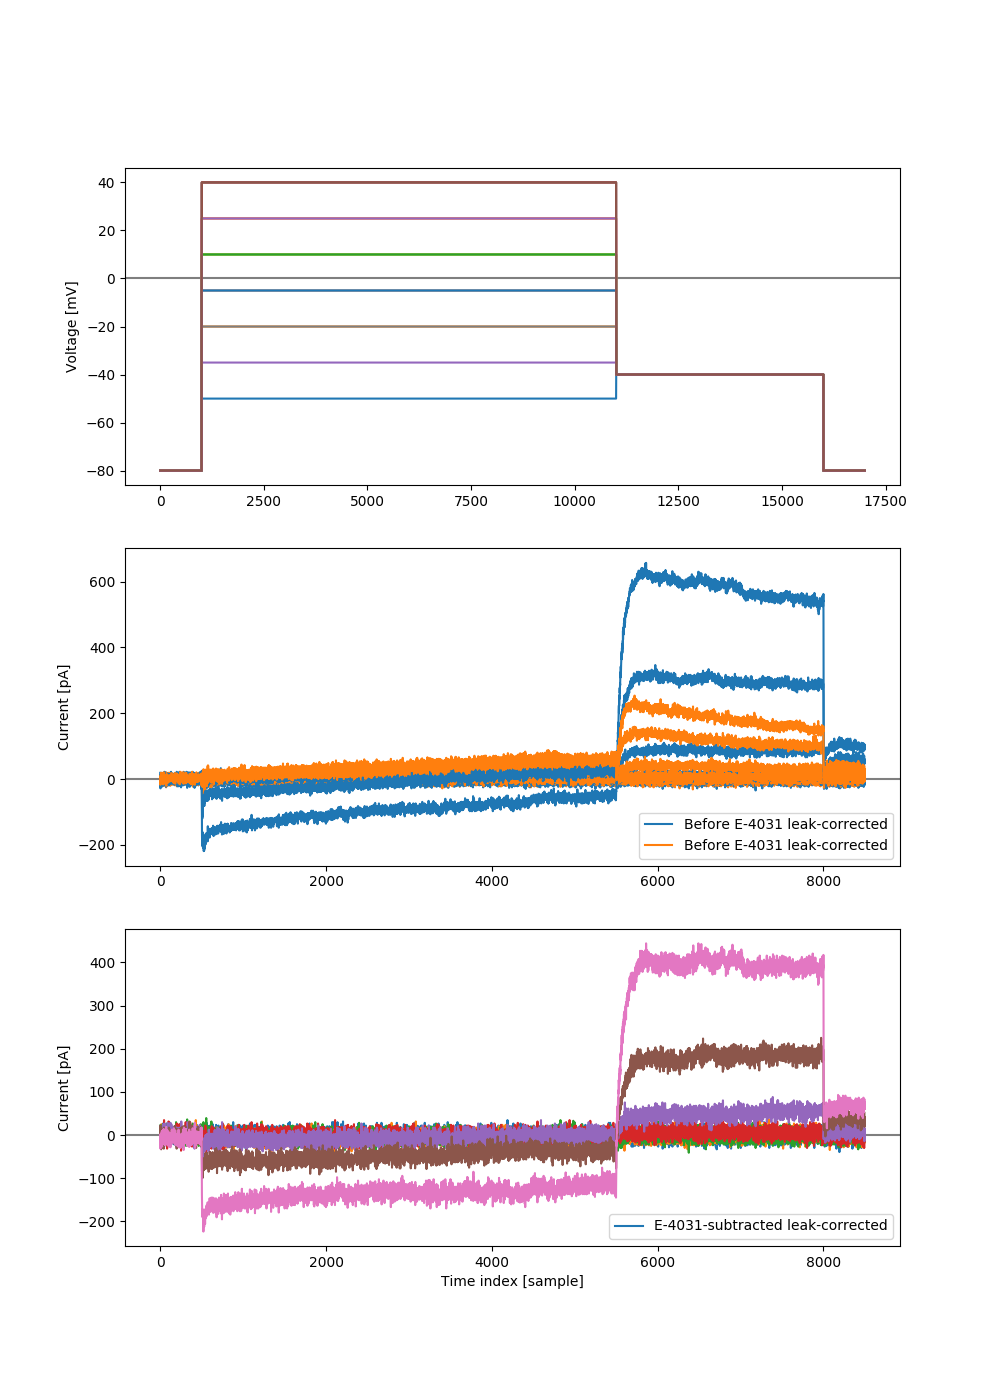 40
20
0
−20
−40
−60
−80
Voltage [mV]
0 2500 5000 7500 10000 12500 15000 17500
600
400
200
0
−200
Current [pA]
Before E-4031 leak-corrected
Before E-4031 leak-corrected
0 2000 4000 6000 8000
400
300
200
100
0
−100
−200
Current [pA]
E-4031-subtracted leak-corrected
0 2000 4000 6000 8000
Time index [sample]